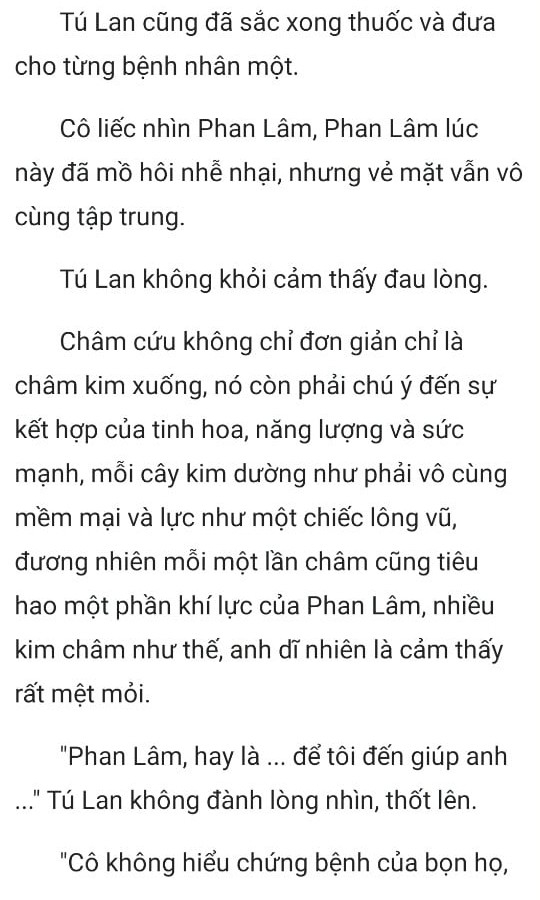 Tú Lan cũng đã sắc xong thuốc và đưa
cho từng bệnh nhân một.
Cô liếc nhìn Phan Lâm, Phan Lâm lúc
này đã mồ hôi nhễ nhại, nhưng vẻ mặt vẫn vô
cùng tập trung.
Tú Lan không khỏi cảm thấy đau lòng.
Châm cứu không chỉ đơn giản chỉ là
châm kim xuống, nó còn phải chú ý đến sự
kết hợp của tinh hoa, năng lượng và sức
mạnh, mỗi cây kim dường như phải vô cùng
mềm mại và lực như một chiếc lông vũ,
đương nhiên mỗi một lần châm cũng tiêu
hao một phần khí lực của Phan Lâm, nhiều
kim châm như thế, anh dĩ nhiên là cảm thấy
rất mệt mỏi.
"Phan Lâm, hay là ... để tôi đến giúp anh
..." Tú Lan không đành lòng nhìn, thốt lên.
"Cô không hiểu chứng bệnh của bọn họ,